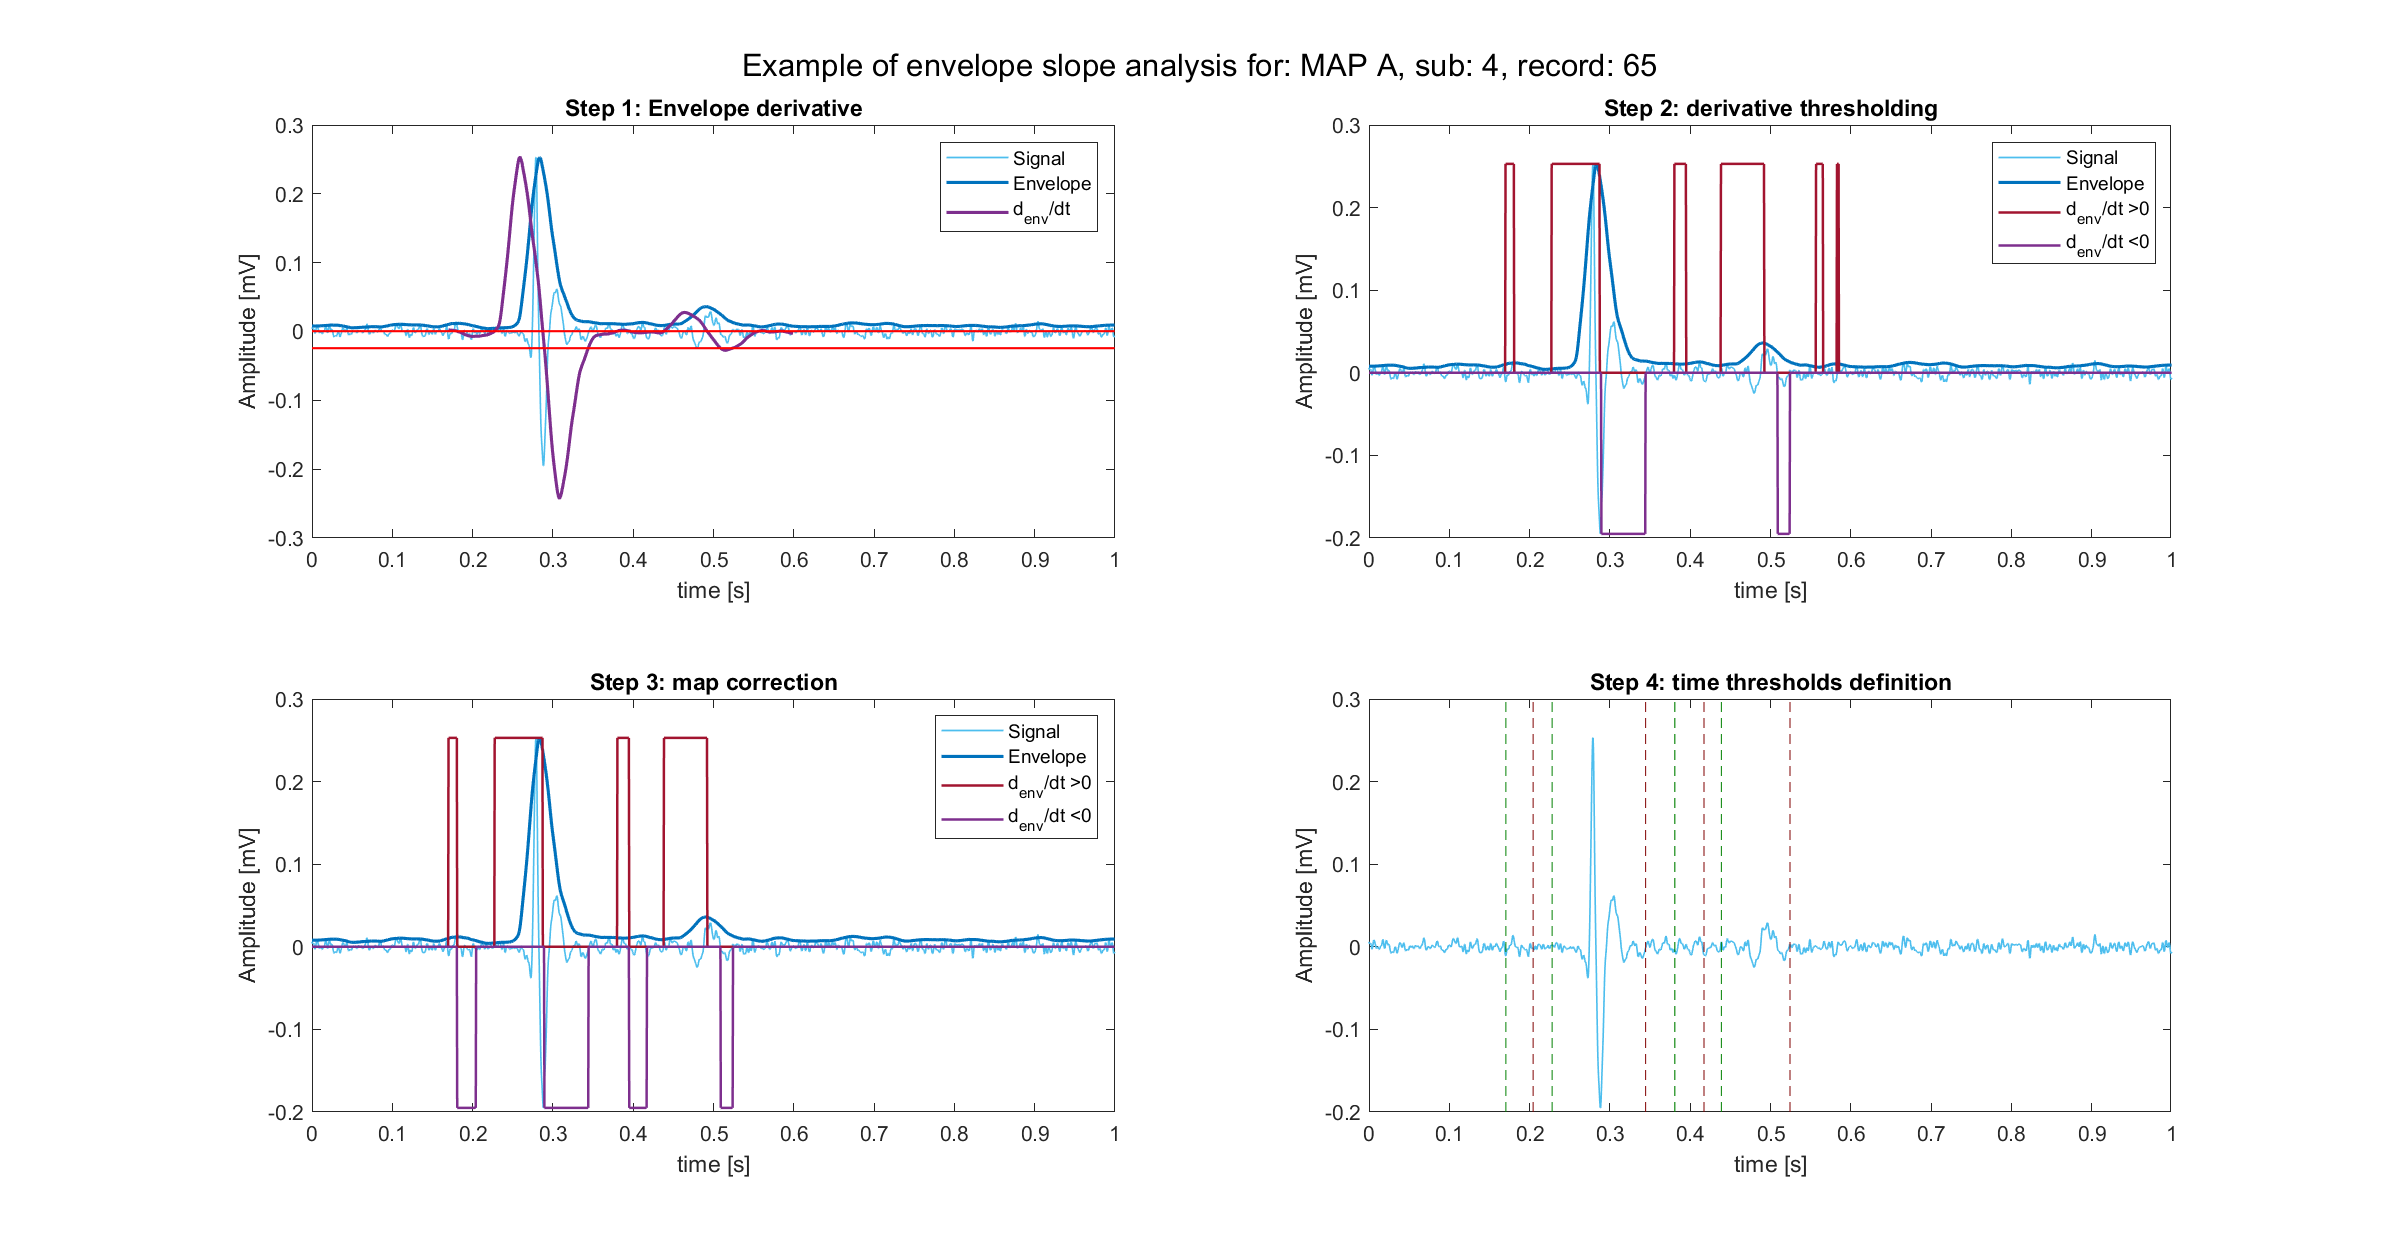 Example of envelope slope analysis for: MAP A, sub: 4, record: 65
Step 1: Envelope derivative
0.3
0.2
0.1
0
-0.1
-0.2
-0.3
Amplitude [mV]
0 0.1 0.2 0.3 0.4 0.5 0.6 0.7 0.8 0.9 1
time [s]
Signal
Envelope
d_env/dt
Step 2: derivative thresholding
0.3
0.2
0.1
0
-0.1
-0.2
Amplitude [mV]
0 0.1 0.2 0.3 0.4 0.5 0.6 0.7 0.8 0.9 1
time [s]
Signal
Envelope
d_env/dt >0
d_env/dt <0
Step 3: map correction
0.3
0.2
0.1
0
-0.1
-0.2
Amplitude [mV]
0 0.1 0.2 0.3 0.4 0.5 0.6 0.7 0.8 0.9 1
time [s]
Signal
Envelope
d_env/dt >0
d_env/dt <0
Step 4: time thresholds definition
0.3
0.2
0.1
0
-0.1
-0.2
Amplitude [mV]
0 0.1 0.2 0.3 0.4 0.5 0.6 0.7 0.8 0.9 1
time [s]